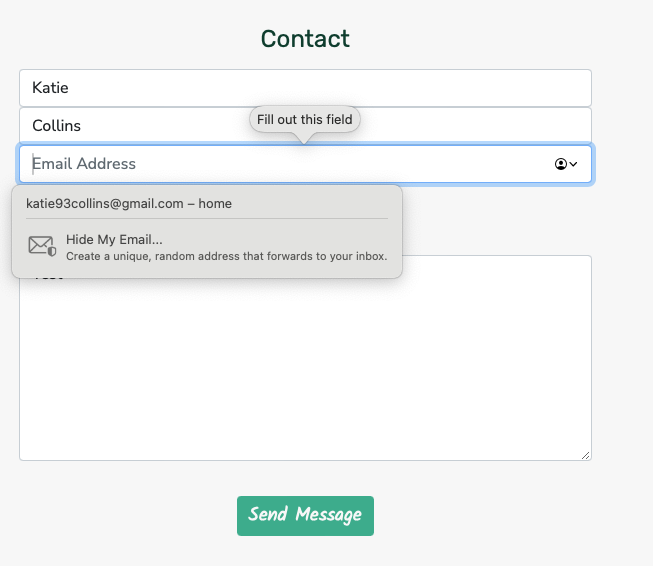 Contact
Katie
Fill out this field
Collins
Email Address
katie93collins@gmail.com – home
Hide My Email...
Create a unique, random address that forwards to your inbox.
Send Message